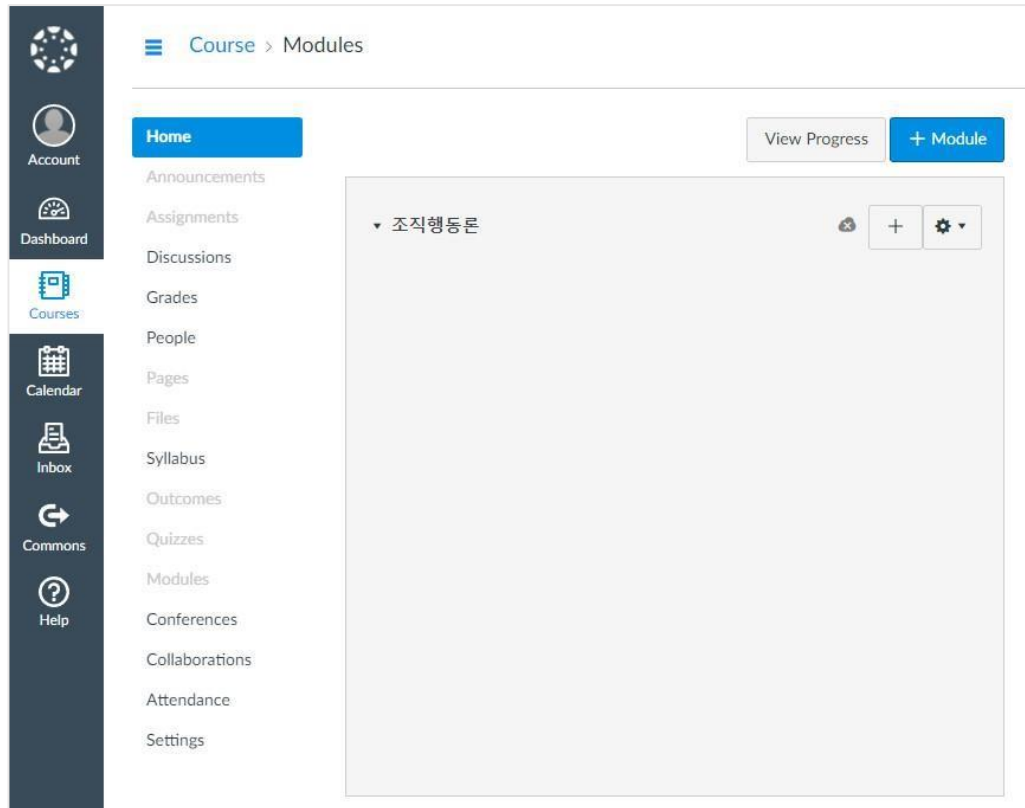 Course > Modules
Account
Dashboard
Courses
Calendar
Inbox
Commons
Help
Home
Announcements
Assignments
Discussions
Grades
People
Pages
Files
Syllabus
Outcomes
Quizzes
Modules
Conferences
Collaborations
Attendance
Settings
View Progress
+ Module
조직행동론